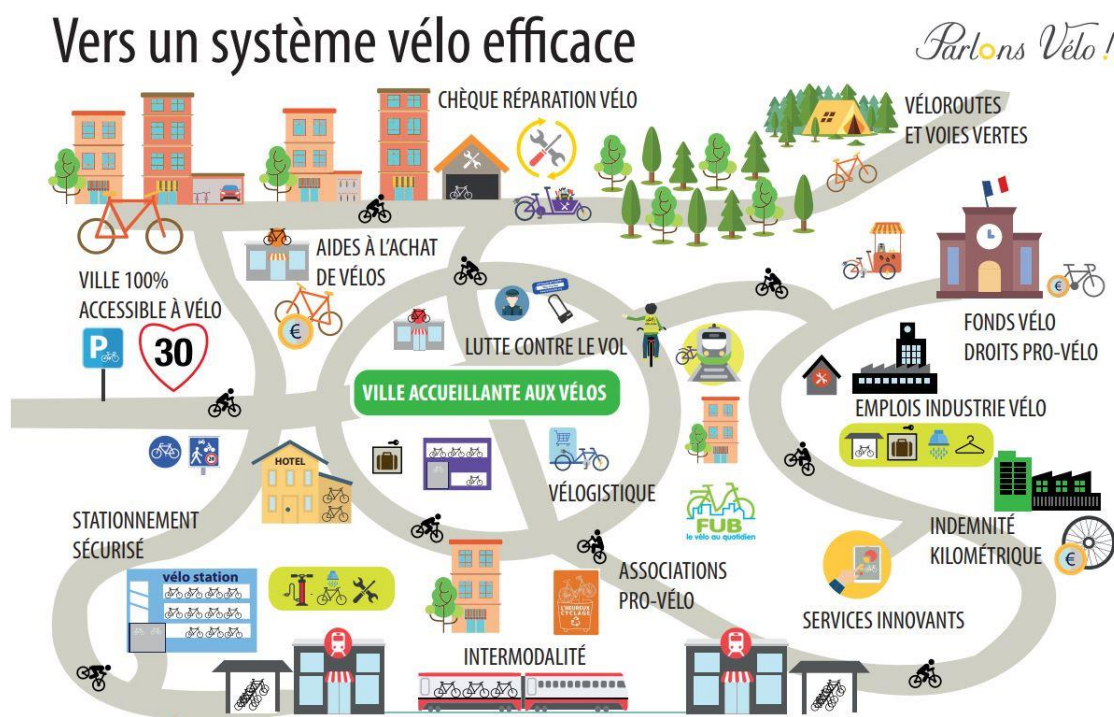 Vers un système vélo efficace
Parlons Vélo !
CHÈQUE RÉPARATION VÉLO
VÉLOROUTES
ET VOIES VERTES
AIDES À L'ACHAT
DE VÉLOS
VILLE 100%
ACCESSIBLE À VÉLO
P
30
€
LUTTE CONTRE LE VOL
€
FONDS VÉLO
DROITS PRO-VÉLO
VILLE ACCUEILLANTE AUX VÉLOS
EMPLOIS INDUSTRIE VÉLO
HOTEL
VÉLOGISTIQUE
STATIONNEMENT
SÉCURISÉ
FUB
le vélo au quotidien
INDEMNITÉ
KILOMÉTRIQUE
€
vélo station
ASSOCIATIONS
PRO-VÉLO
L'HEUREUX
CYCLAGE
SERVICES INNOVANTS
INTERMODALITÉ